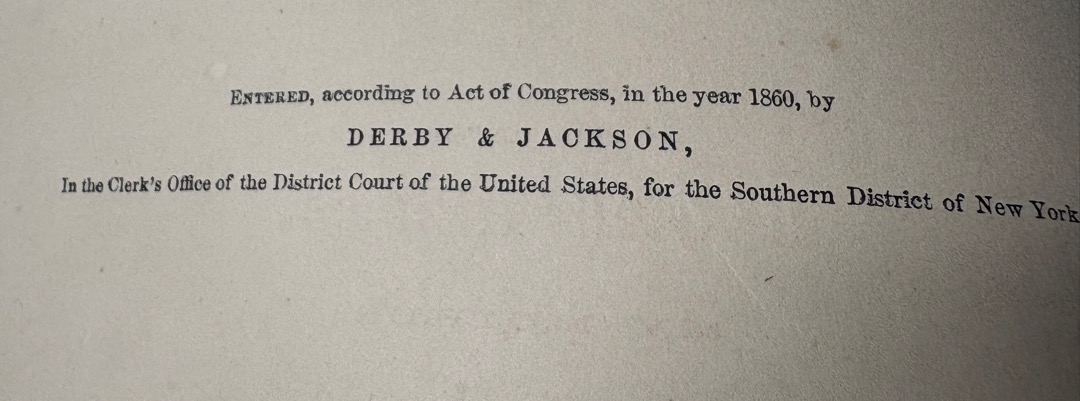 ENTERED, according to Act of Congress, in the year 1860, by
DERBY & JACKSON,
In the Clerk's Office of the District Court of the United States, for the Southern District of New York